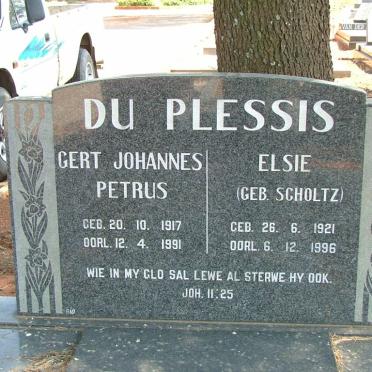 DU PLESSIS
GERT JOHANNES
PETRUS
GEB. 20. 10. 1917
OORL. 12. 4. 1991
ELSIE
(GEB. SCHOLTZ)
GEB. 26. 6. 1921
OORL. 6. 12. 1996
WIE IN MY GLO SAL LEWE AL STERWE HY OOK.
JOH. 11:25